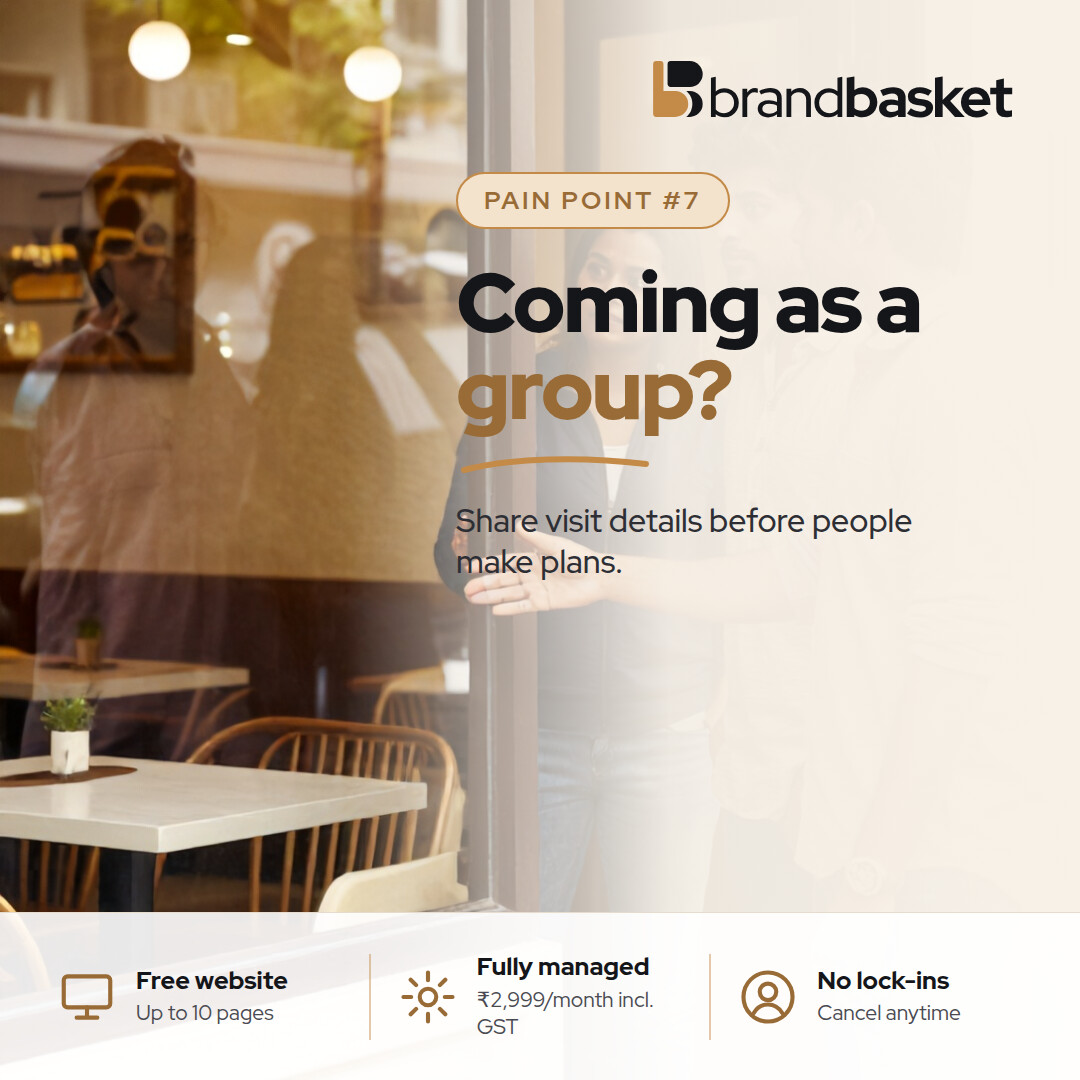 brandbasket
PAIN POINT #7
Coming as a
group?
Share visit details before people
make plans.
Free website
Up to 10 pages
Fully managed
₹2,999/month incl.
GST
No lock-ins
Cancel anytime